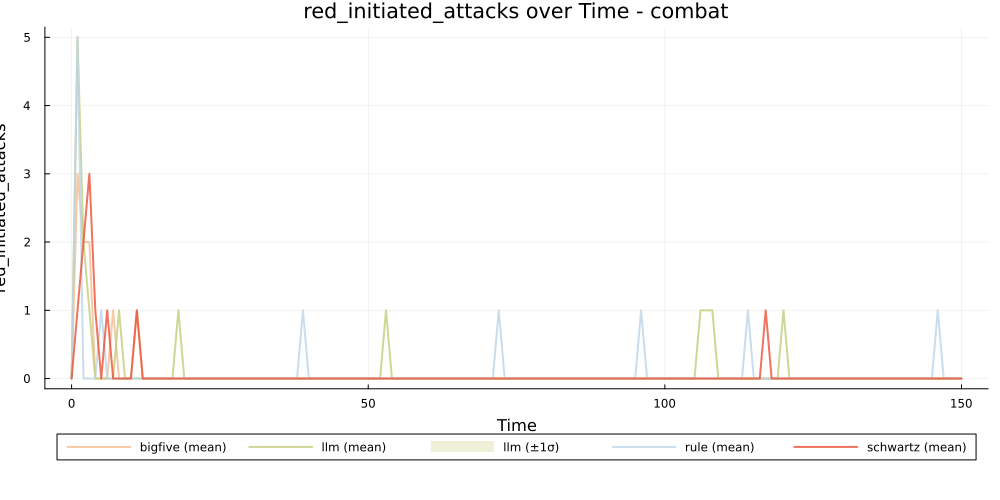 red_initiated_attacks over Time - combat
red_initiated_attacks
5
4
3
2
1
0
0 50 100 150
Time
bigfive (mean) llm (mean) llm (±1σ) rule (mean) schwartz (mean)